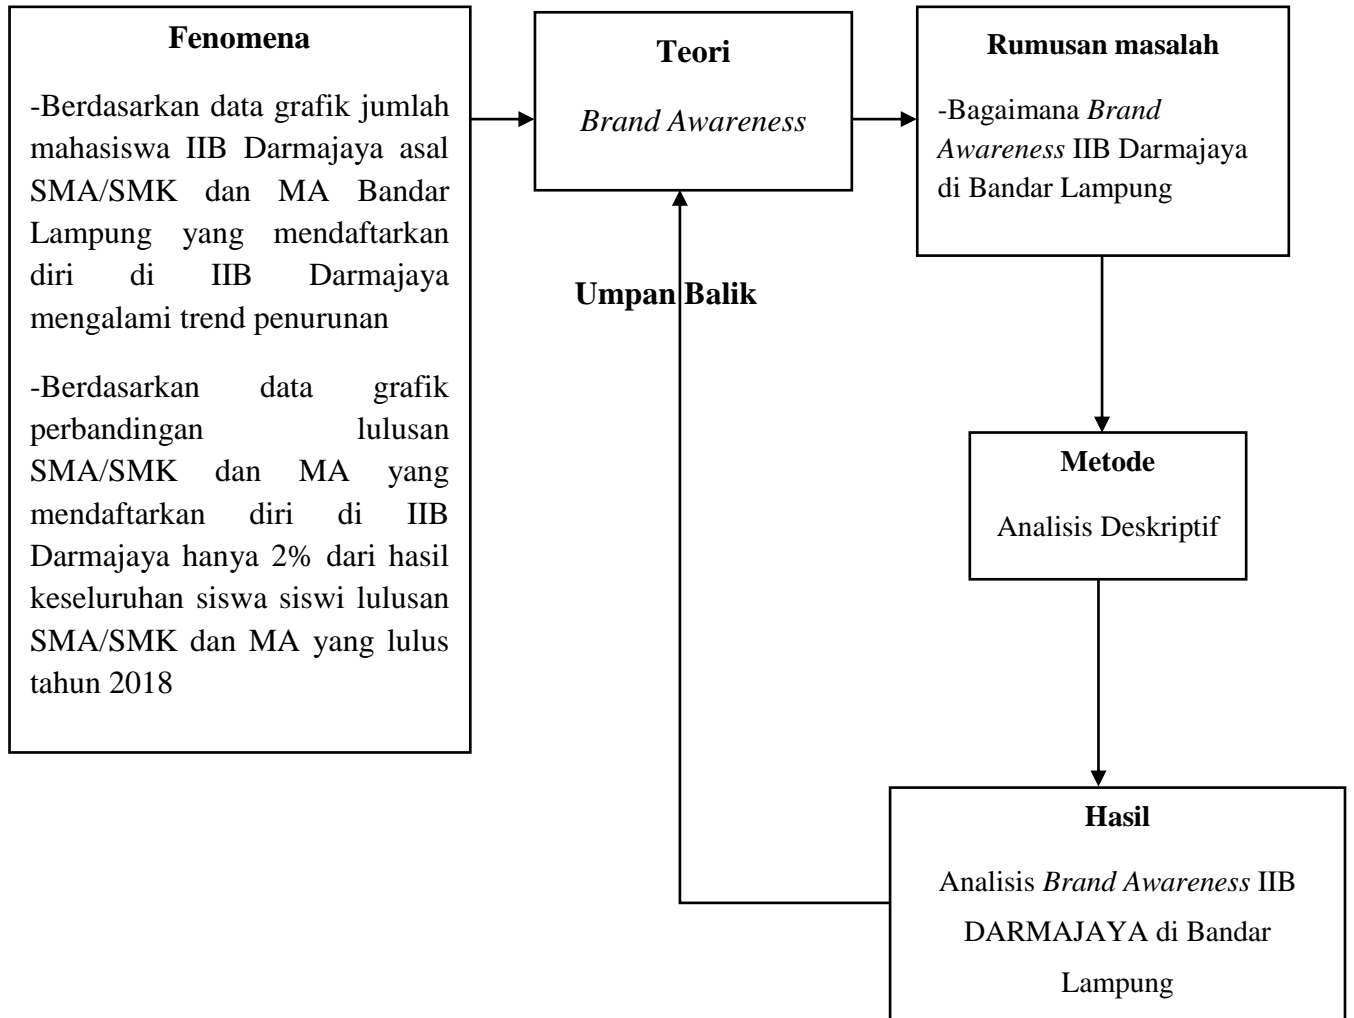 Fenomena
-Berdasarkan data grafik jumlah
mahasiswa IIB Darmajaya asal
SMA/SMK dan MA Bandar
Lampung yang mendaftarkan
diri di IIB Darmajaya
mengalami trend penurunan
-Berdasarkan data grafik
perbandingan lulusan
SMA/SMK dan MA yang
mendaftarkan diri di IIB
Darmajaya hanya 2% dari hasil
keseluruhan siswa siswi lulusan
SMA/SMK dan MA yang lulus
tahun 2018
Teori
Brand Awareness
Rumusan masalah
-Bagaimana Brand
Awareness IIB Darmajaya
di Bandar Lampung
Umpan Balik
Metode
Analisis Deskriptif
Hasil
Analisis Brand Awareness IIB
DARMAJAYA di Bandar
Lampung